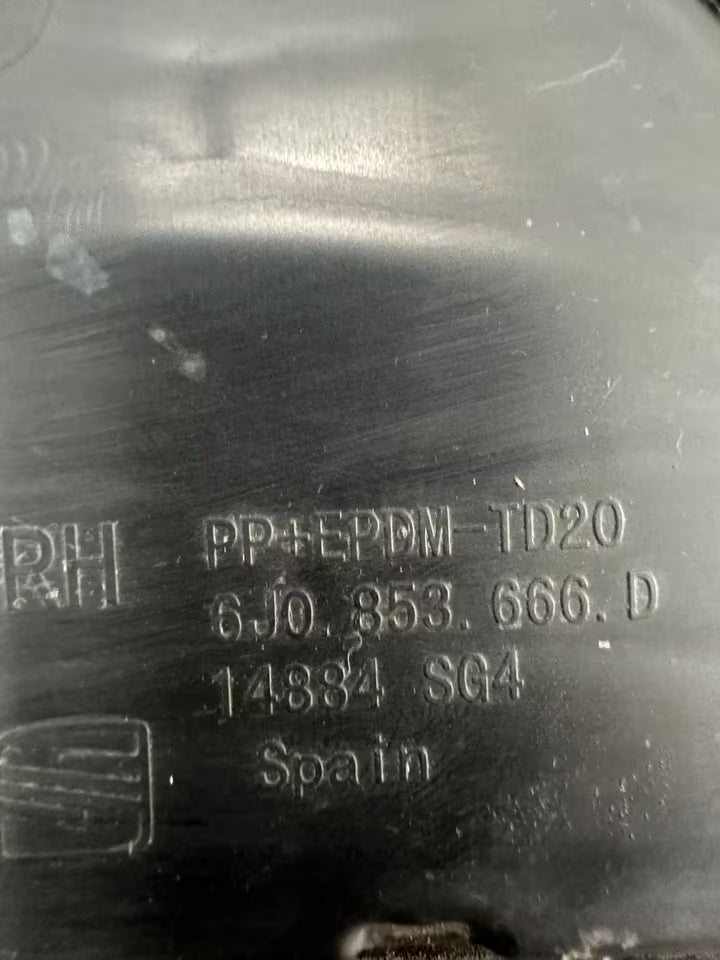 RH PP+EPDM-TD20
6J0.853.666.D
14884 SG4
Spain